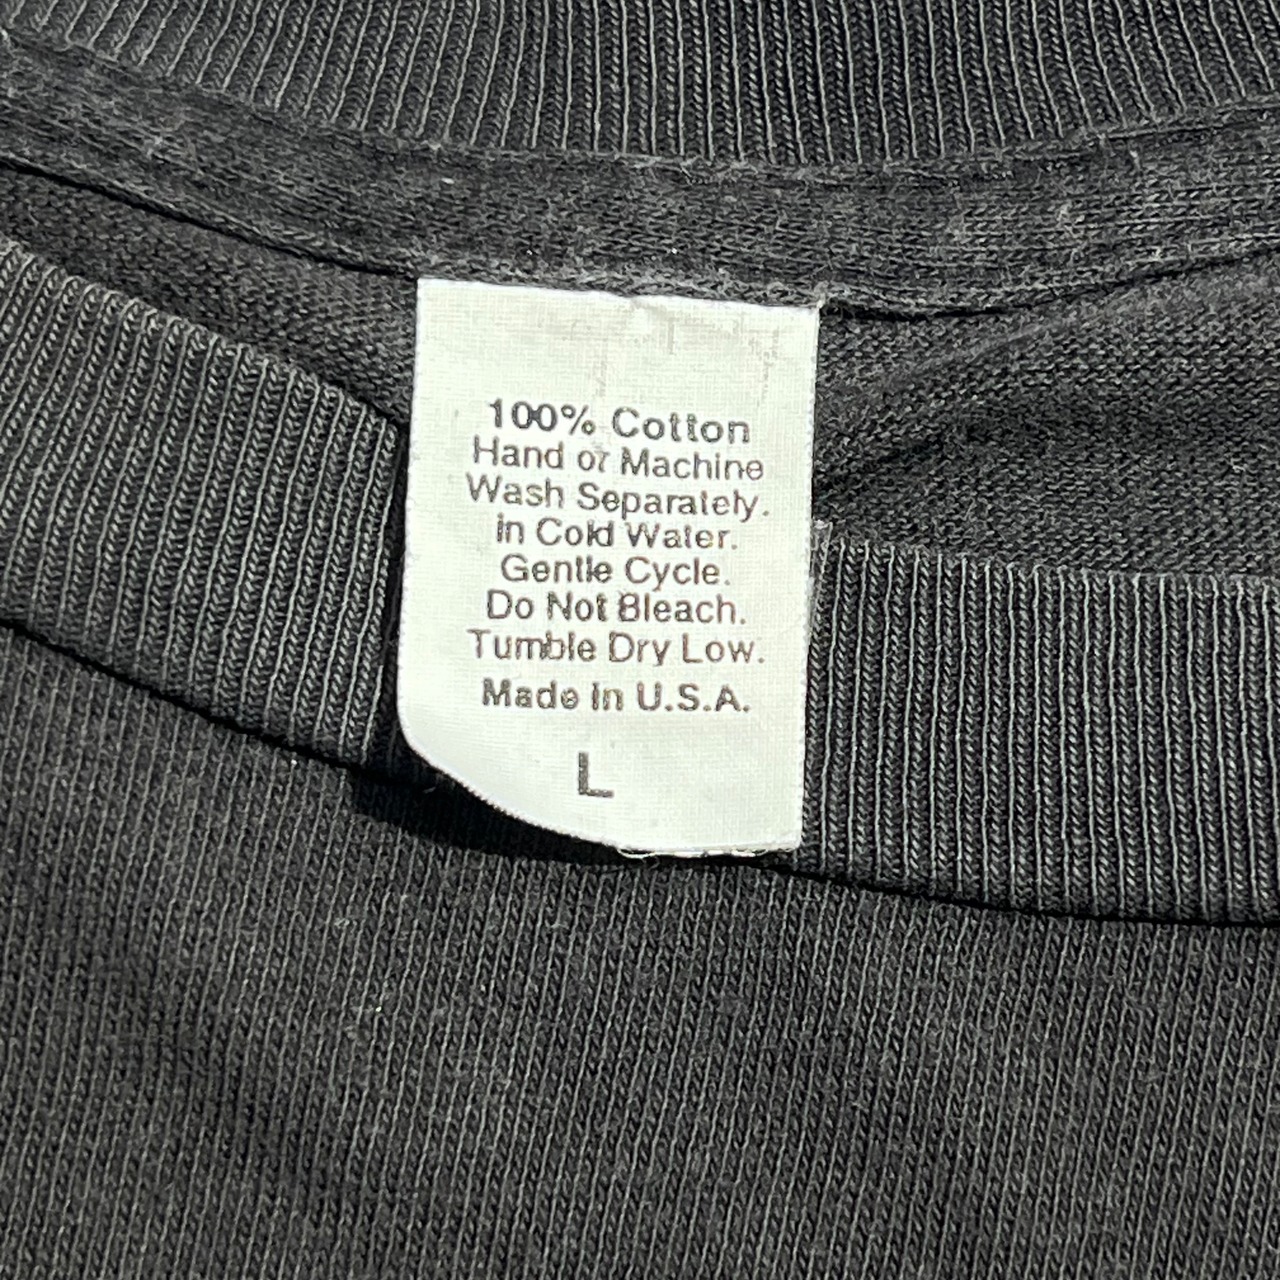 100% Cotton
Hand or Machine
Wash Separately.
in Cold Water.
Gentle Cycle.
Do Not Bleach.
Tumble Dry Low.
Made In U.S.A.
L